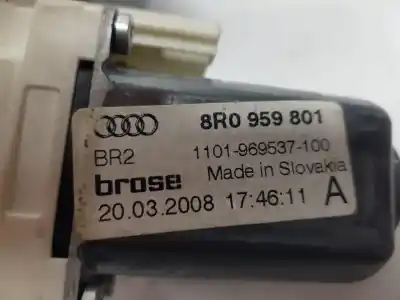 8R0 959 801
BR2 1101-969537-100
brose Made in Slovakia
20.03.2008 17:46:11 A